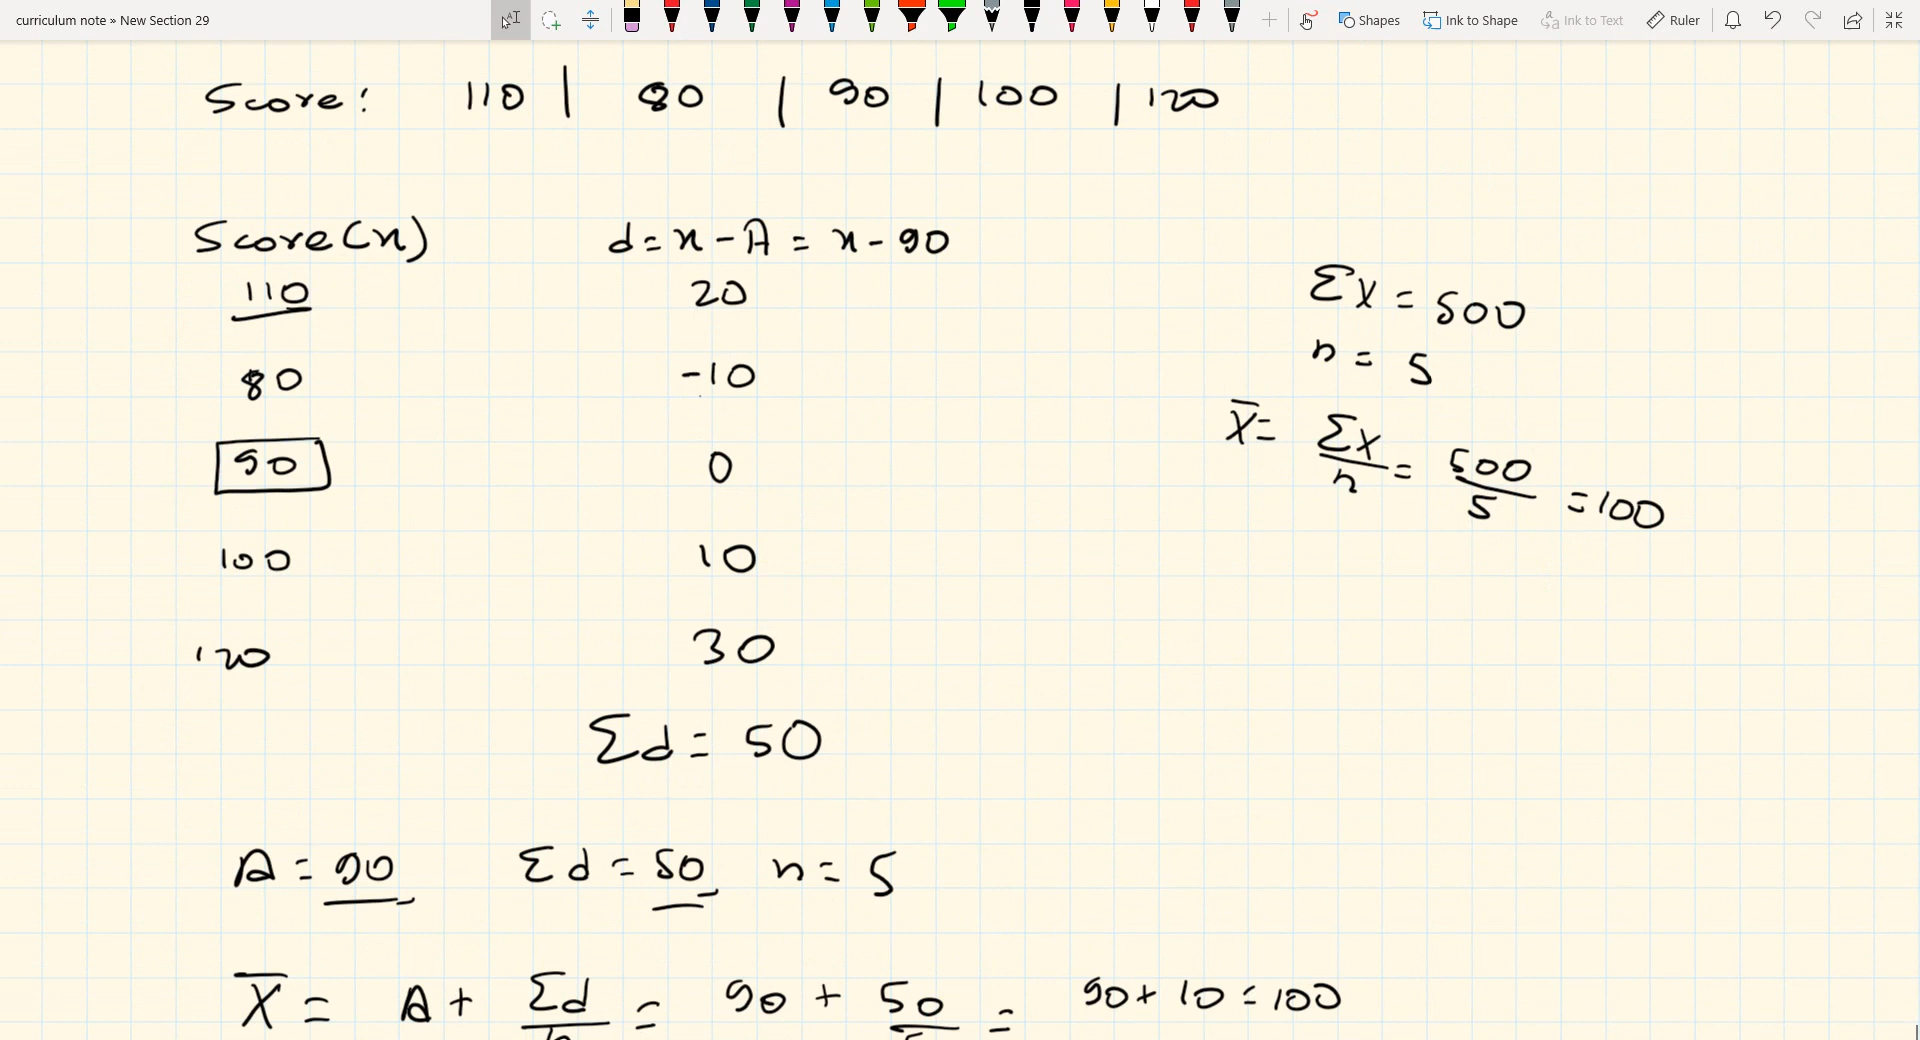 curriculum note » New Section 29
Shapes Ink to Shape Ink to Text Ruler
Score: 110 | 80 | 90 | 100 | 120
Score(x) d = x - A = x - 90
110 20
80 -10
90 0
100 10
120 30
Σd = 50
ΣX = 500
n = 5
X̄ = ΣX/n = 500/5 = 100
A = 90 Σd = 50 n = 5
X̄ = A + Σd/n = 90 + 50/5 = 90 + 10 = 100